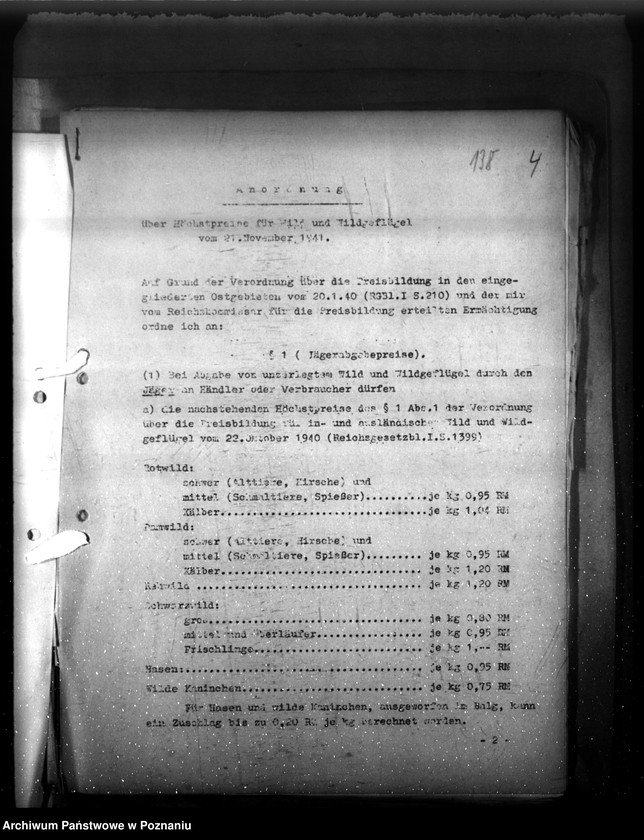 138 4
Anordnung
über Höchstpreise für Wild und Wildgeflügel
vom 21.November 1941.
Auf Grund der Verordnung über die Preisbildung in den einge-
gliederten Ostgebieten vom 20.1.40 (RGBl.I S.210) und der mir
vom Reichskommissar für die Preisbildung erteilten Ermächtigung
ordne ich an:
§ 1 ( Jägerabgabepreise).
(1) Bei Abgabe von unzerlegtem Wild und Wildgeflügel durch den
Jäger an Händler oder Verbraucher dürfen
a) die nachstehenden Höchstpreise des § 1 Abs.1 der Verordnung
über die Preisbildung für in- und ausländisches Wild und Wild-
geflügel vom 22.Oktober 1940 (Reichsgesetzbl.I.S.1399)
Rotwild:
schwer (Alttiere, Hirsche) und
mittel (Schmaltiere, Spießer)..........je kg 0,95 RM
Kälber.................................je kg 1,04 RM
Damwild:
schwer (Alttiere, Hirsche) und
mittel (Schmaltiere, Spießer)......... je kg 0,95 RM
Kälber................................ je kg 1,20 RM
Rehwild .................................... je kg 1,20 RM
Schwarzwild:
grob.................................. je kg 0,80 RM
mittel und Überläufer................. je kg 0,95 RM
Frischlinge........................... je kg 1,-- RM
Hasen:...................................... je kg 0,95 RM
Wilde Kaninchen............................. je kg 0,75 RM
Für Hasen und wilde Kaninchen, ausgeworfen im Balg, kann
ein Zuschlag bis zu 0,20 RM je kg berechnet werden.
- 2 -
Archiwum Państwowe w Poznaniu